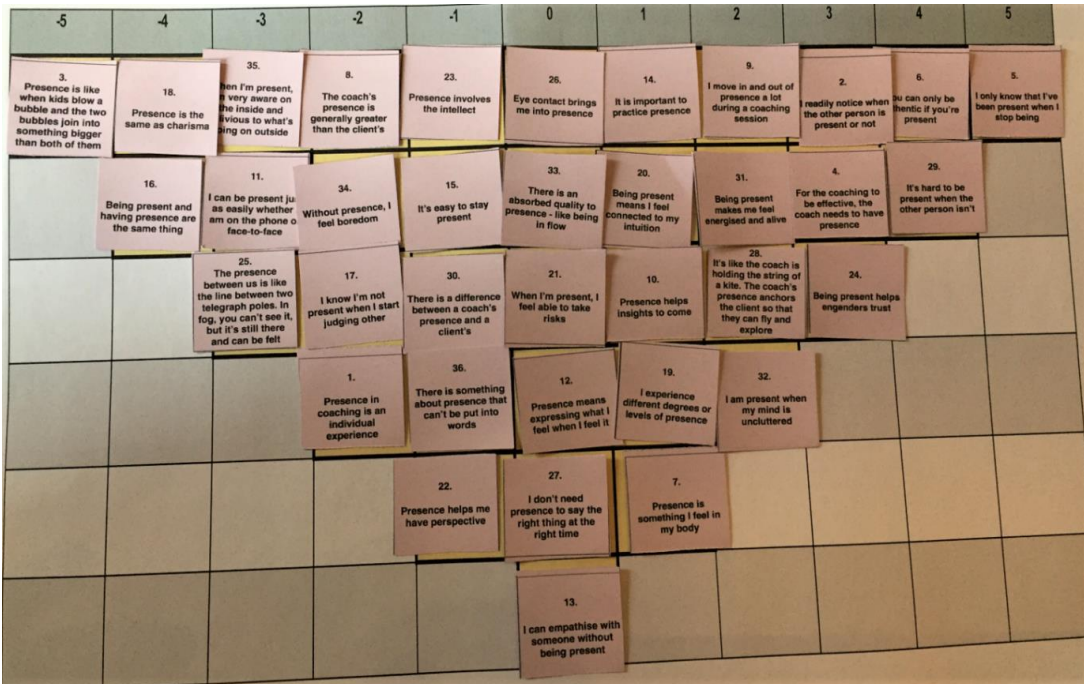 -5 -4 -3 -2 -1 0 1 2 3 4 5
3.
Presence is like
when kids blow a
bubble and the two
bubbles join into
something bigger
than both of them
18.
Presence is the
same as charisma
35.
hen I'm present,
very aware on
the inside and
livious to what's
ing on outside
8.
The coach's
presence is
generally greater
than the client's
23.
Presence involves
the intellect
26.
Eye contact brings
me into presence
14.
It is important to
practice presence
9.
I move in and out of
presence a lot
during a coaching
session
2.
I readily notice when
the other person is
present or not
6.
ou can only be
thentic if you're
present
5.
I only know that I've
been present when I
stop being
16.
Being present and
having presence are
the same thing
11.
I can be present ju
as easily whether
am on the phone o
face-to-face
34.
Without presence, I
feel boredom
15.
It's easy to stay
present
33.
There is an
absorbed quality to
presence - like being
in flow
20.
Being present
means I feel
connected to my
intuition
31.
Being present
makes me feel
energised and alive
4.
For the coaching to
be effective, the
coach needs to have
presence
29.
It's hard to be
present when the
other person isn't
25.
The presence
between us is like
the line between two
telegraph poles. In
fog, you can't see it,
but it's still there
and can be felt
17.
I know I'm not
present when I start
judging other
30.
There is a difference
between a coach's
presence and a
client's
21.
When I'm present, I
feel able to take
risks
10.
Presence helps
insights to come
28.
It's like the coach is
holding the string of
a kite. The coach's
presence anchors
the client so that
they can fly and
explore
24.
Being present helps
engenders trust
1.
Presence in
coaching is an
individual
experience
36.
There is something
about presence that
can't be put into
words
12.
Presence means
expressing what I
feel when I feel it
19.
I experience
different degrees or
levels of presence
32.
I am present when
my mind is
uncluttered
22.
Presence helps me
have perspective
27.
I don't need
presence to say the
right thing at the
right time
7.
Presence is
something I feel in
my body
13.
I can empathise with
someone without
being present